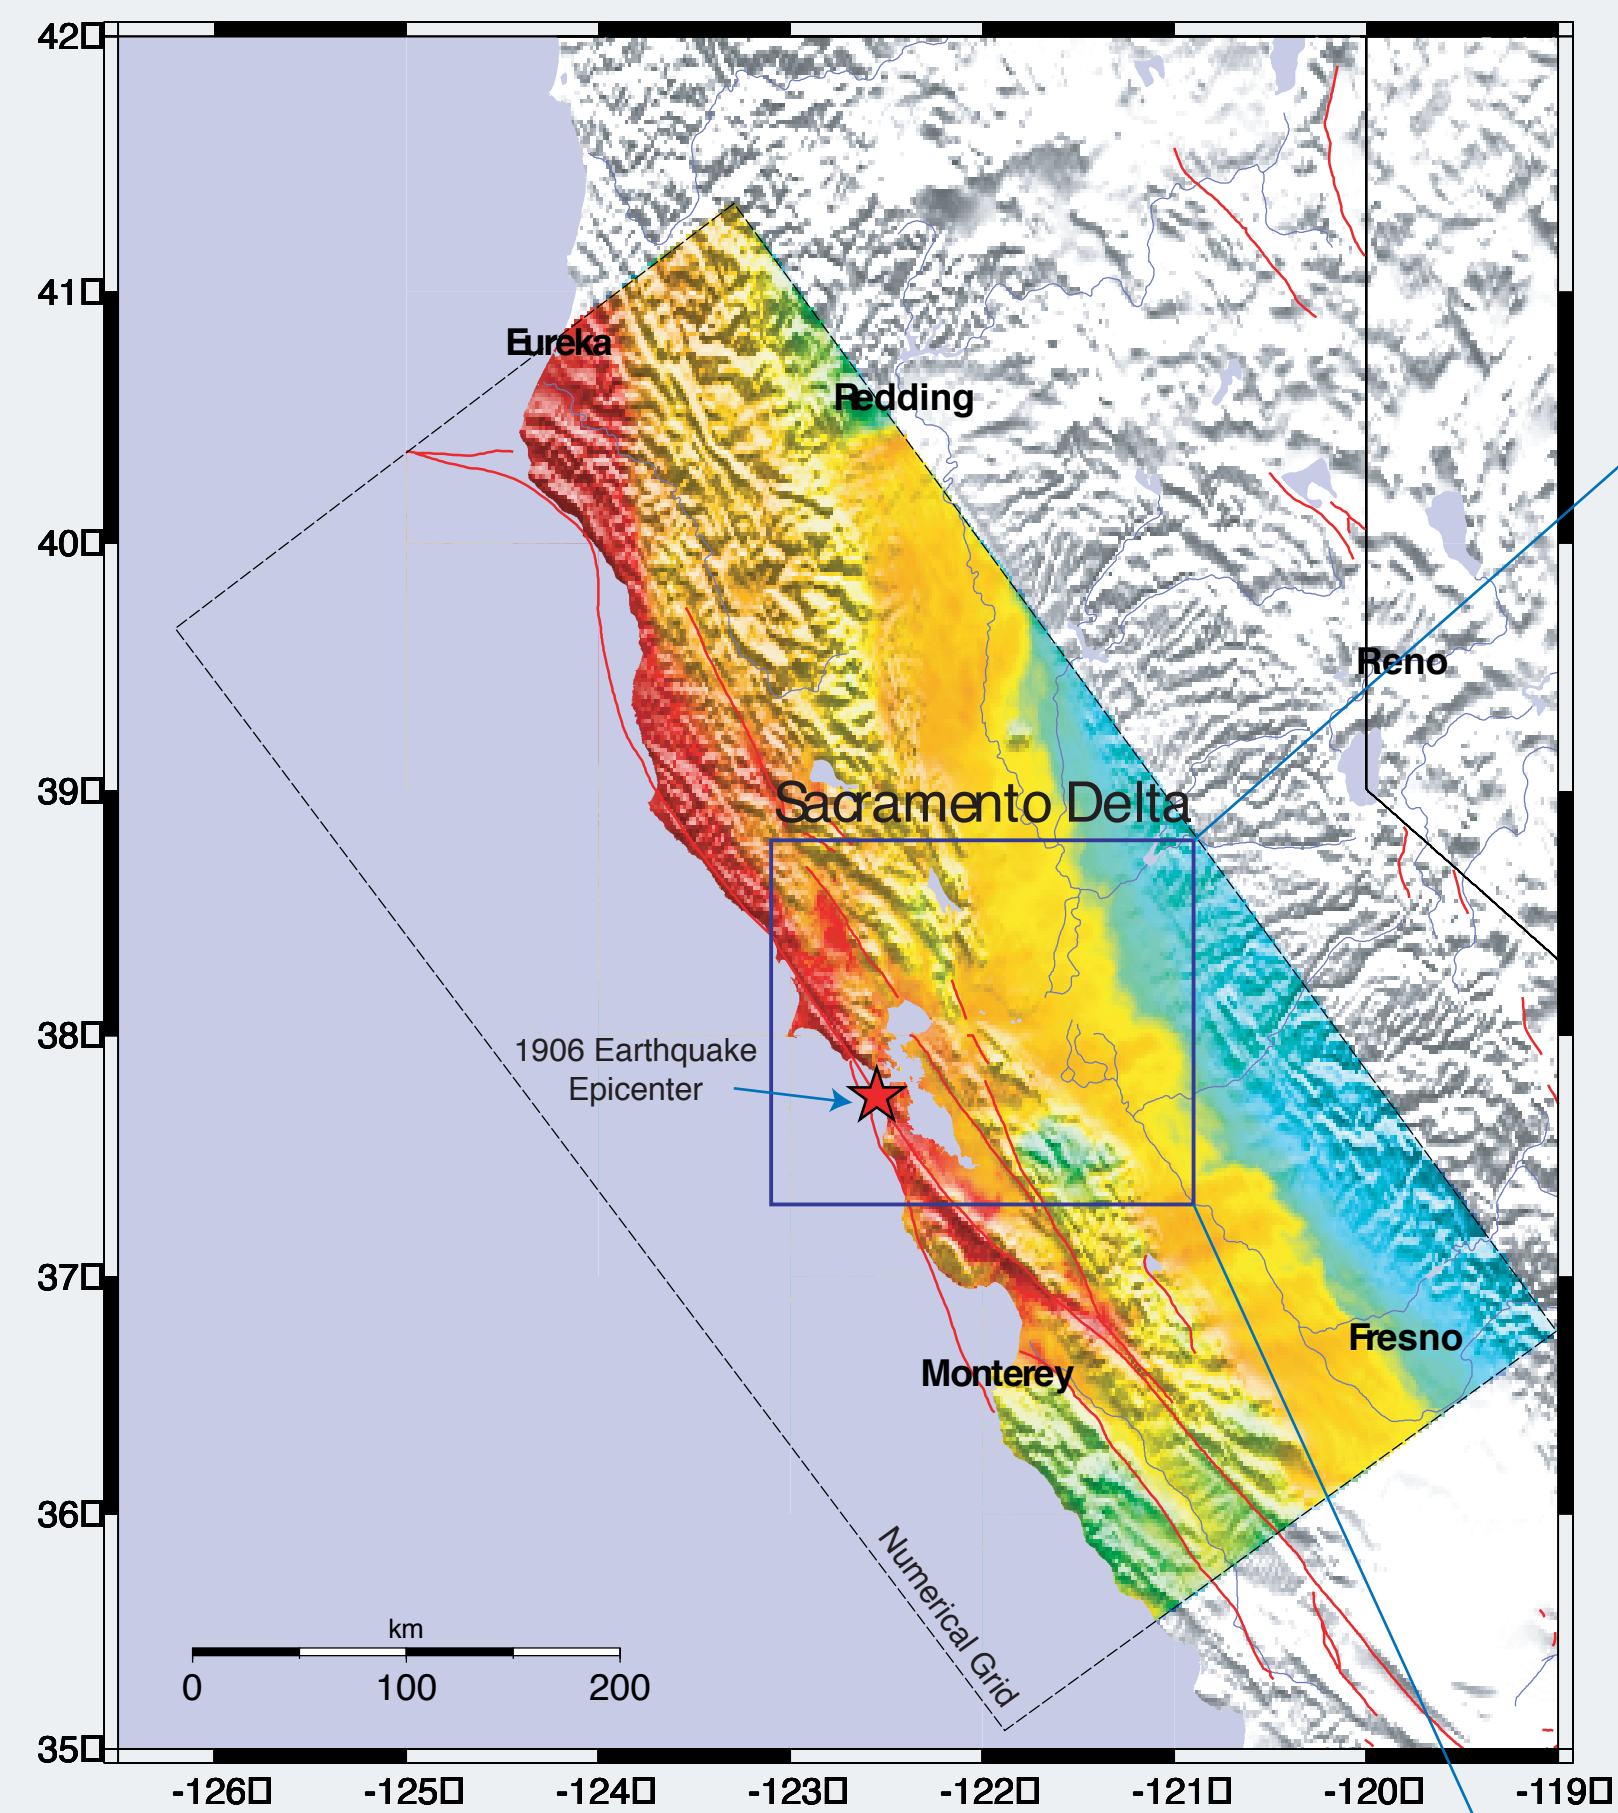 42□
41□
Eureka
Redding
40□
Reno
39□
Sacramento Delta
38□
1906 Earthquake
Epicenter
37□
Fresno
Monterey
36□
Numerical Grid
km
0 100 200
35□
-126□ -125□ -124□ -123□ -122□ -121□ -120□ -119□